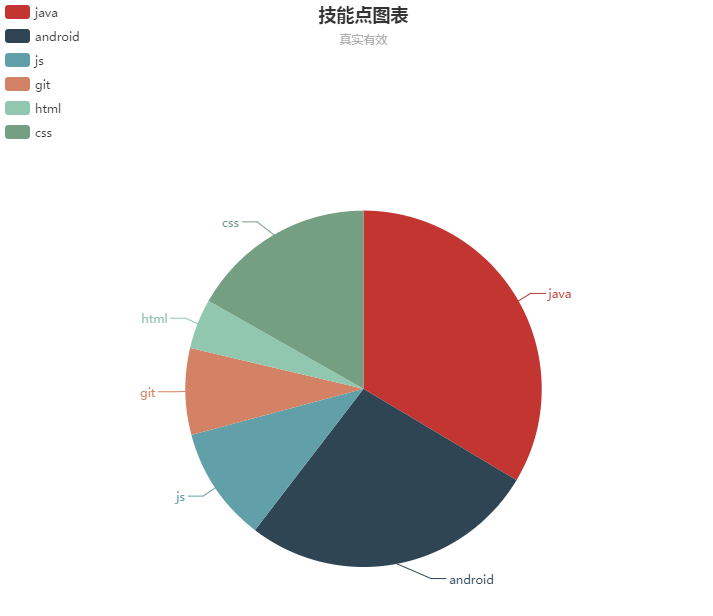 技能点图表
真实有效
java
android
js
git
html
css
css
java
html
git
js
android